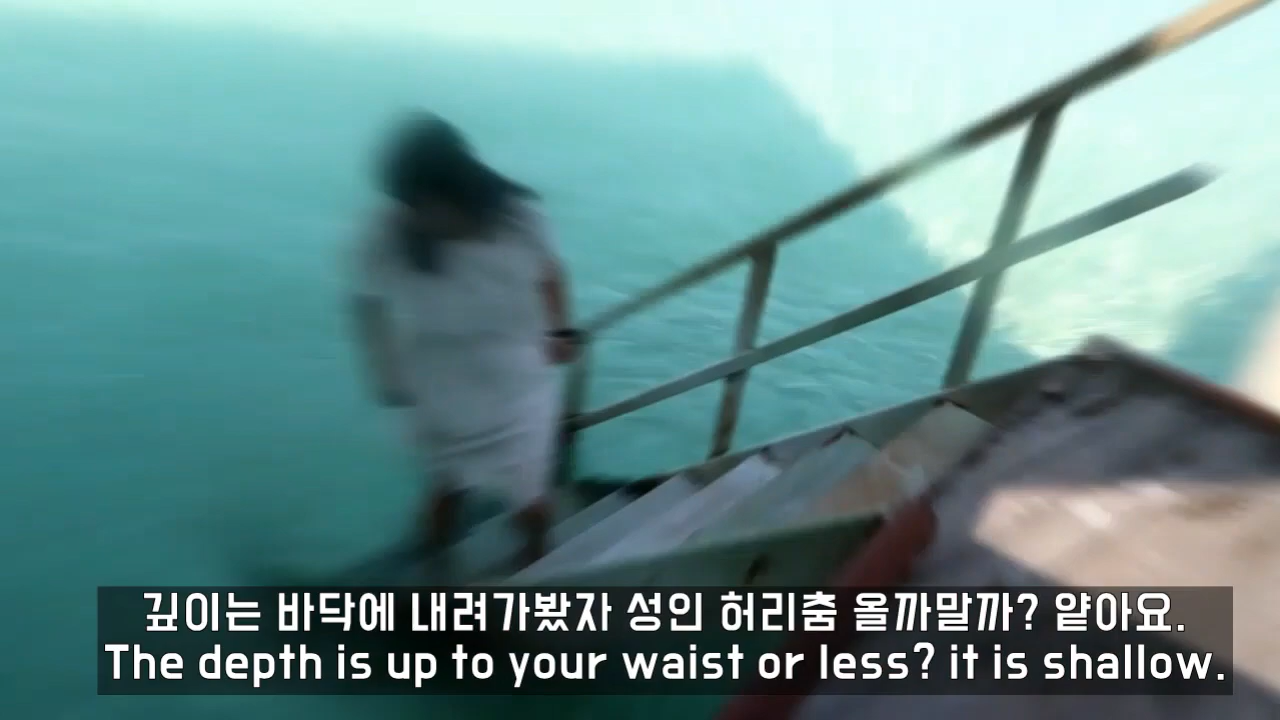 깊이는 바닥에 내려가봤자 성인 허리춤 올까말까? 얕아요.
The depth is up to your waist or less? it is shallow.